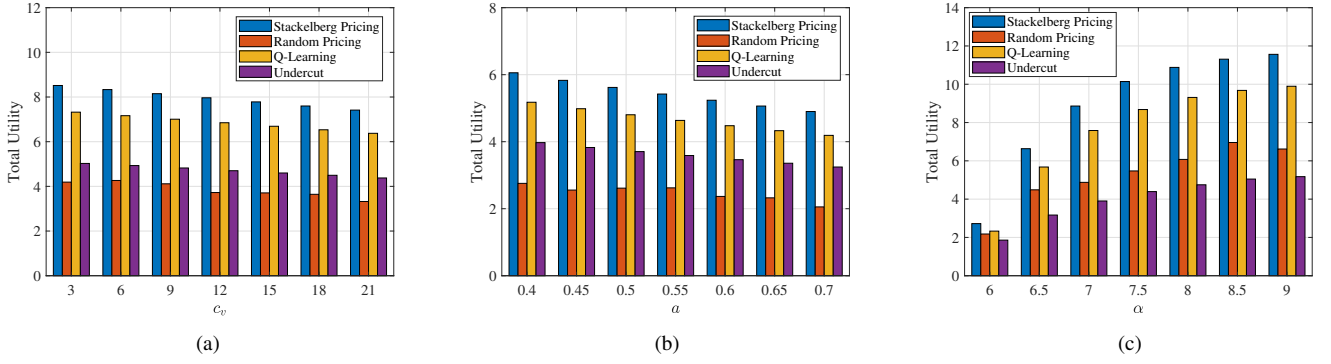 12
10
8
6
4
2
0
Total Utility
Stackelberg Pricing
Random Pricing
Q-Learning
Undercut
3 6 9 12 15 18 21
c_v
(a)
8
6
4
2
0
Total Utility
Stackelberg Pricing
Random Pricing
Q-Learning
Undercut
0.4 0.45 0.5 0.55 0.6 0.65 0.7
a
(b)
14
12
10
8
6
4
2
0
Total Utility
Stackelberg Pricing
Random Pricing
Q-Learning
Undercut
6 6.5 7 7.5 8 8.5 9
α
(c)